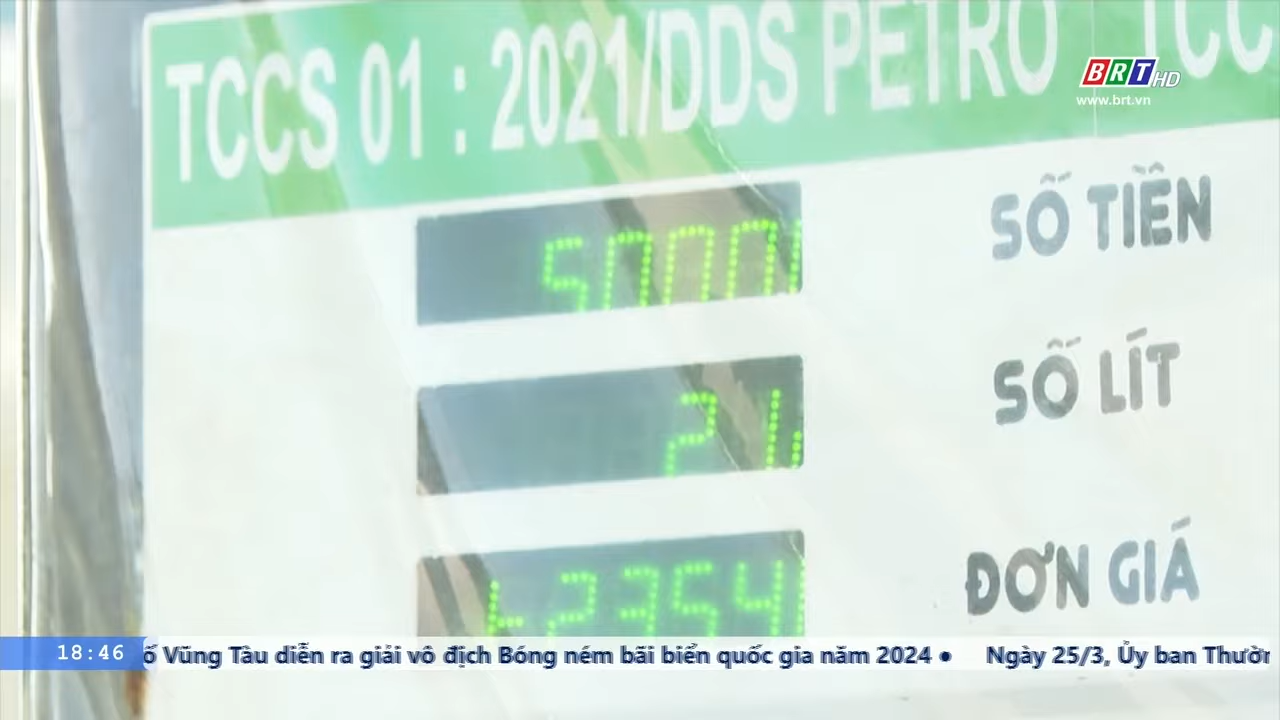 TCCS 01 : 2021/DDS PETRO TCC
BRT HD
www.brt.vn
SỐ TIỀN
SỐ LÍT
ĐƠN GIÁ
18:46 ố Vũng Tàu diễn ra giải vô địch Bóng ném bãi biển quốc gia năm 2024 • Ngày 25/3, Ủy ban Thườn